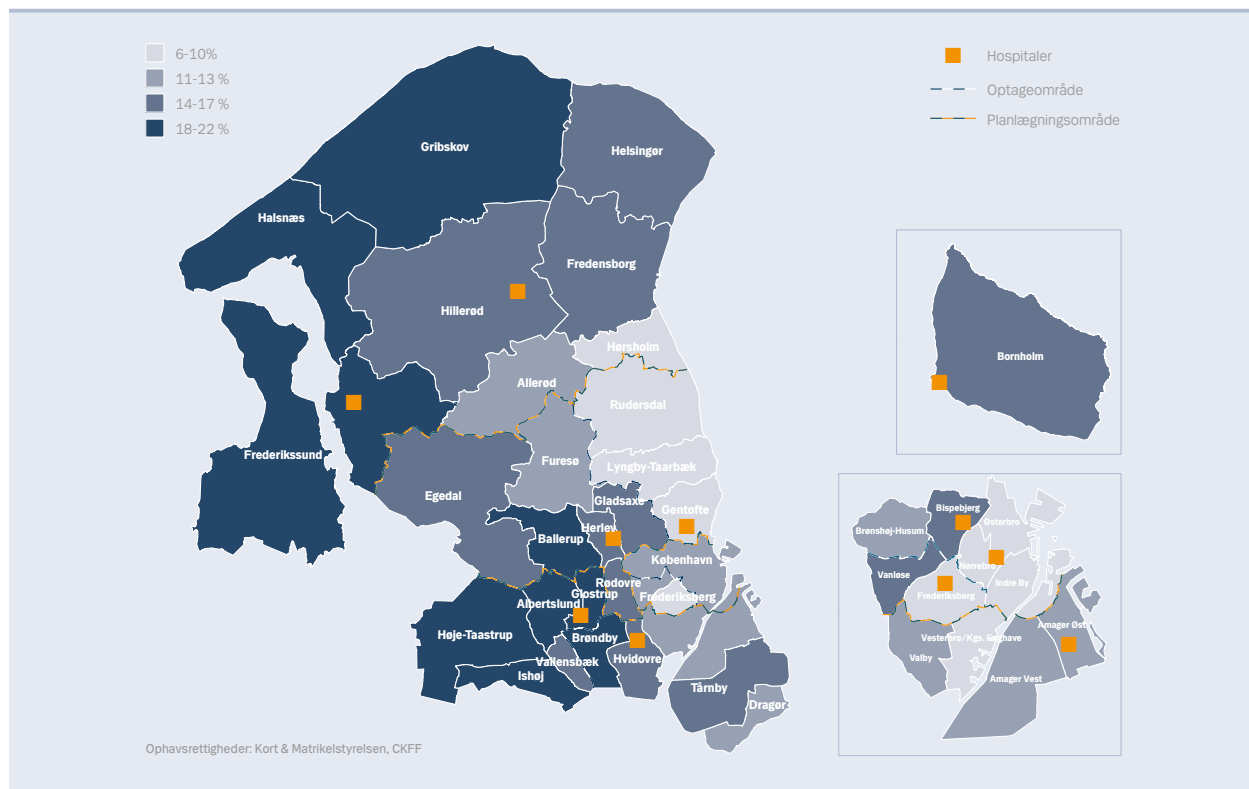 6-10%
11-13 %
14-17 %
18-22 %
Hospitaler
Optageområde
Planlægningsområde
Gribskov
Helsingør
Halsnæs
Fredensborg
Hillerød
Hørsholm
Allerød
Rudersdal
Frederikssund
Furesø
Lyngby-Taarbæk
Egedal
Gladsaxe
Gentofte
Herlev
Ballerup
København
Rødovre
Glostrup
Frederiksberg
Albertslund
Høje-Taastrup
Brøndby
Vallensbæk
Hvidovre
Ishøj
Tårnby
Dragør
Bornholm
Bispebjerg
Østerbro
Brønshøj-Husum
Nørrebro
Vanløse
Indre By
Frederiksberg
Amager Øst
Vesterbro/Kgs. Enghave
Valby
Amager Vest
Ophavsrettigheder: Kort & Matrikelstyrelsen, CKFF